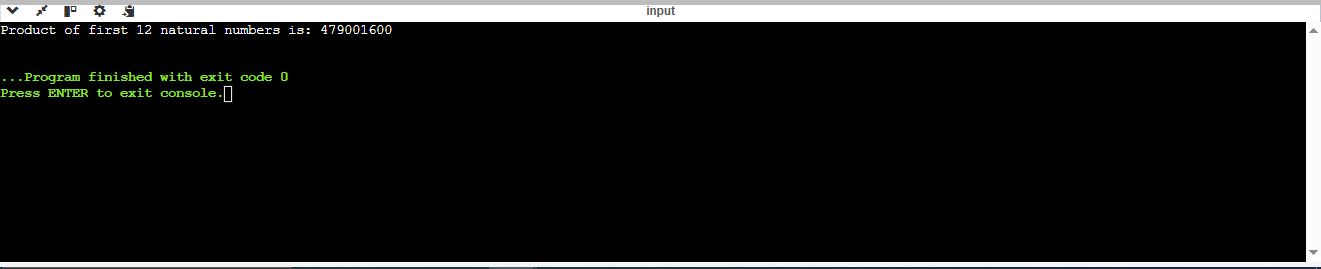 input
Product of first 12 natural numbers is: 479001600
...Program finished with exit code 0
Press ENTER to exit console.